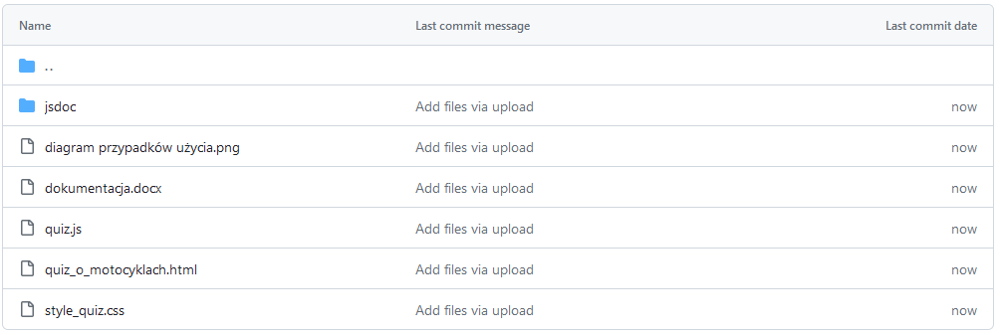 Name Last commit message Last commit date
..
jsdoc Add files via upload now
diagram przypadków użycia.png Add files via upload now
dokumentacja.docx Add files via upload now
quiz.js Add files via upload now
quiz_o_motocyklach.html Add files via upload now
style_quiz.css Add files via upload now